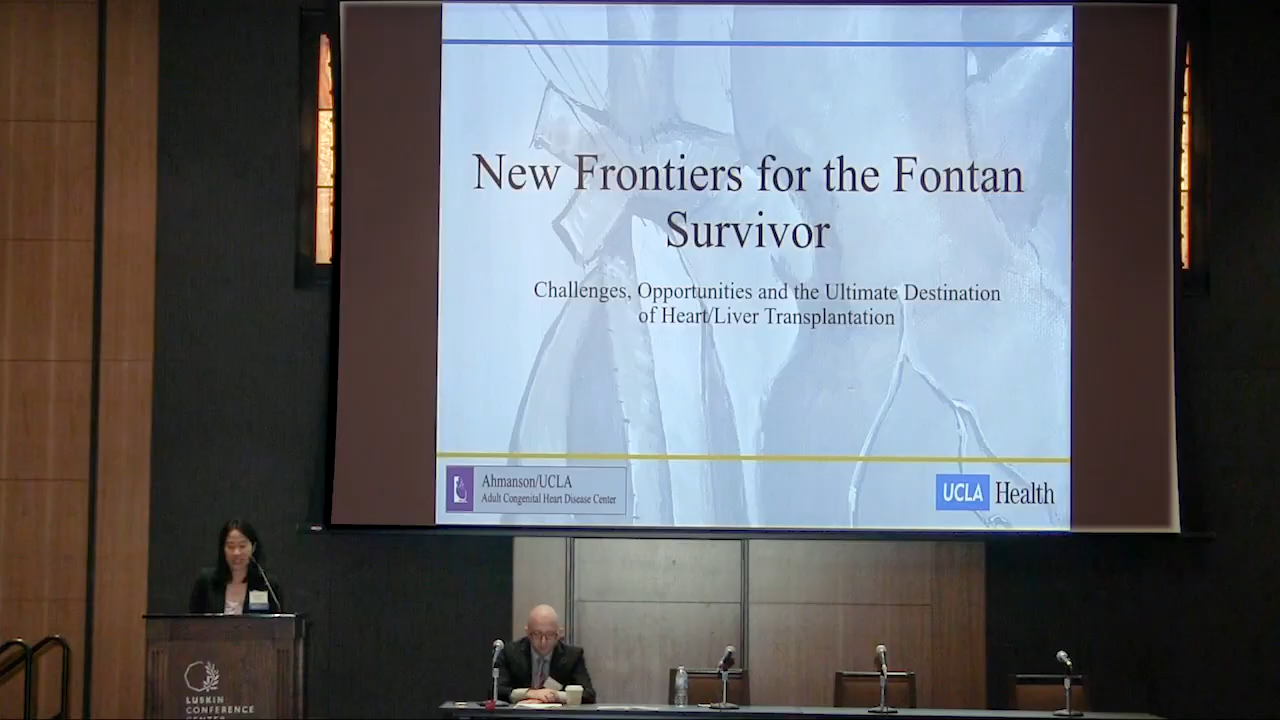 New Frontiers for the Fontan
Survivor
Challenges, Opportunities and the Ultimate Destination
of Heart/Liver Transplantation
Ahmanson/UCLA
Adult Congenital Heart Disease Center
UCLA Health
LUSKIN
CONFERENCE
CENTER